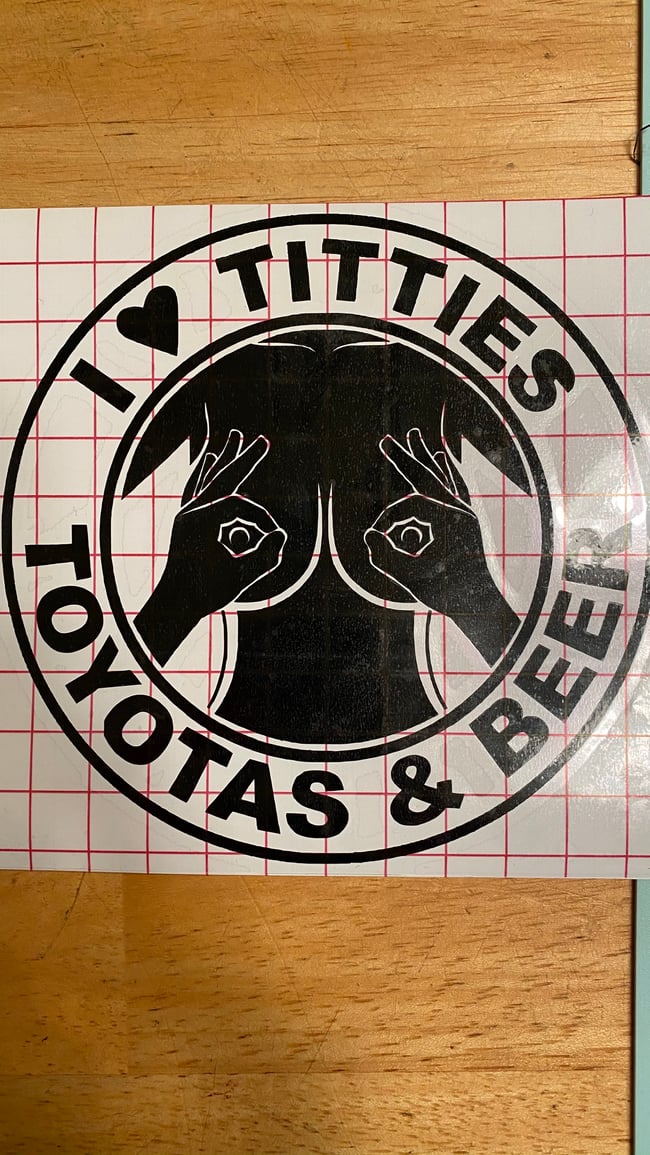 I ♥ TITTIES
TOYOTAS & BEER